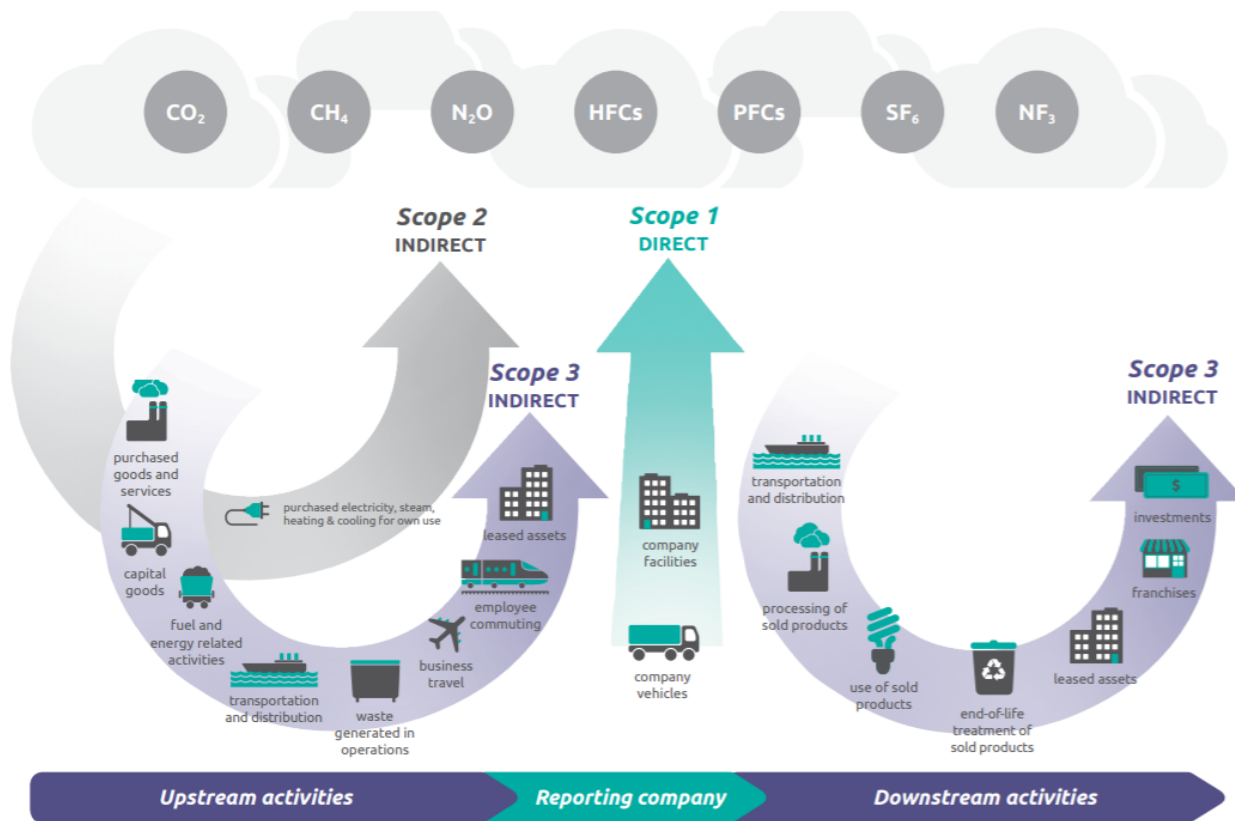 CO₂
CH₄
N₂O
HFCs
PFCs
SF₆
NF₃
Scope 2
INDIRECT
Scope 1
DIRECT
Scope 3
INDIRECT
Scope 3
INDIRECT
purchased
goods and
services
capital
goods
fuel and
energy related
activities
transportation
and distribution
waste
generated in
operations
business
travel
employee
commuting
leased assets
purchased electricity, steam,
heating & cooling for own use
company
facilities
company
vehicles
transportation
and distribution
processing of
sold products
use of sold
products
end-of-life
treatment of
sold products
leased assets
franchises
$
investments
Upstream activities
Reporting company
Downstream activities